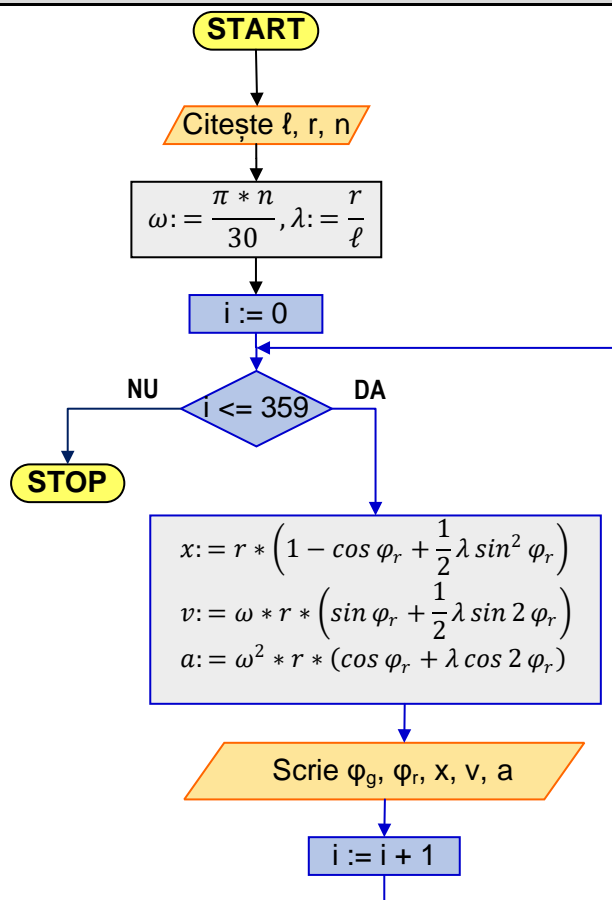 START
Citește ℓ, r, n
ω: = π * n / 30 , λ: = r / ℓ
i := 0
NU
DA
i <= 359
STOP
x: = r * (1 − cos φᵣ + 1/2 λ sin² φᵣ)
v: = ω * r * (sin φᵣ + 1/2 λ sin 2 φᵣ)
a: = ω² * r * (cos φᵣ + λ cos 2 φᵣ)
Scrie φg, φᵣ, x, v, a
i := i + 1